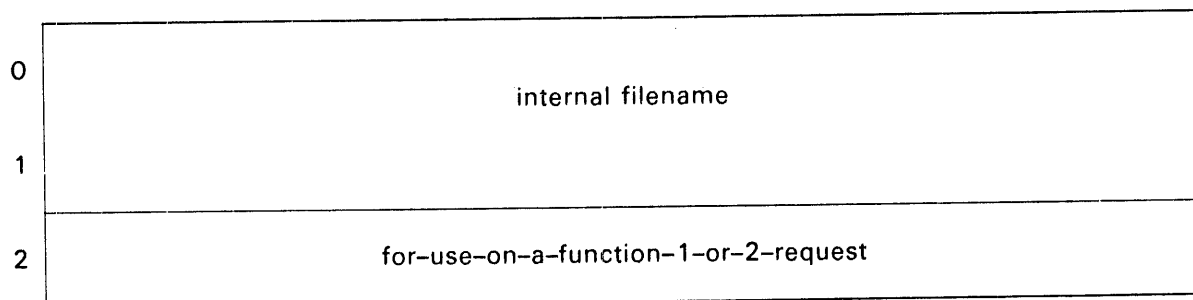 0
internal filename
1
2 for-use-on-a-function-1-or-2-request